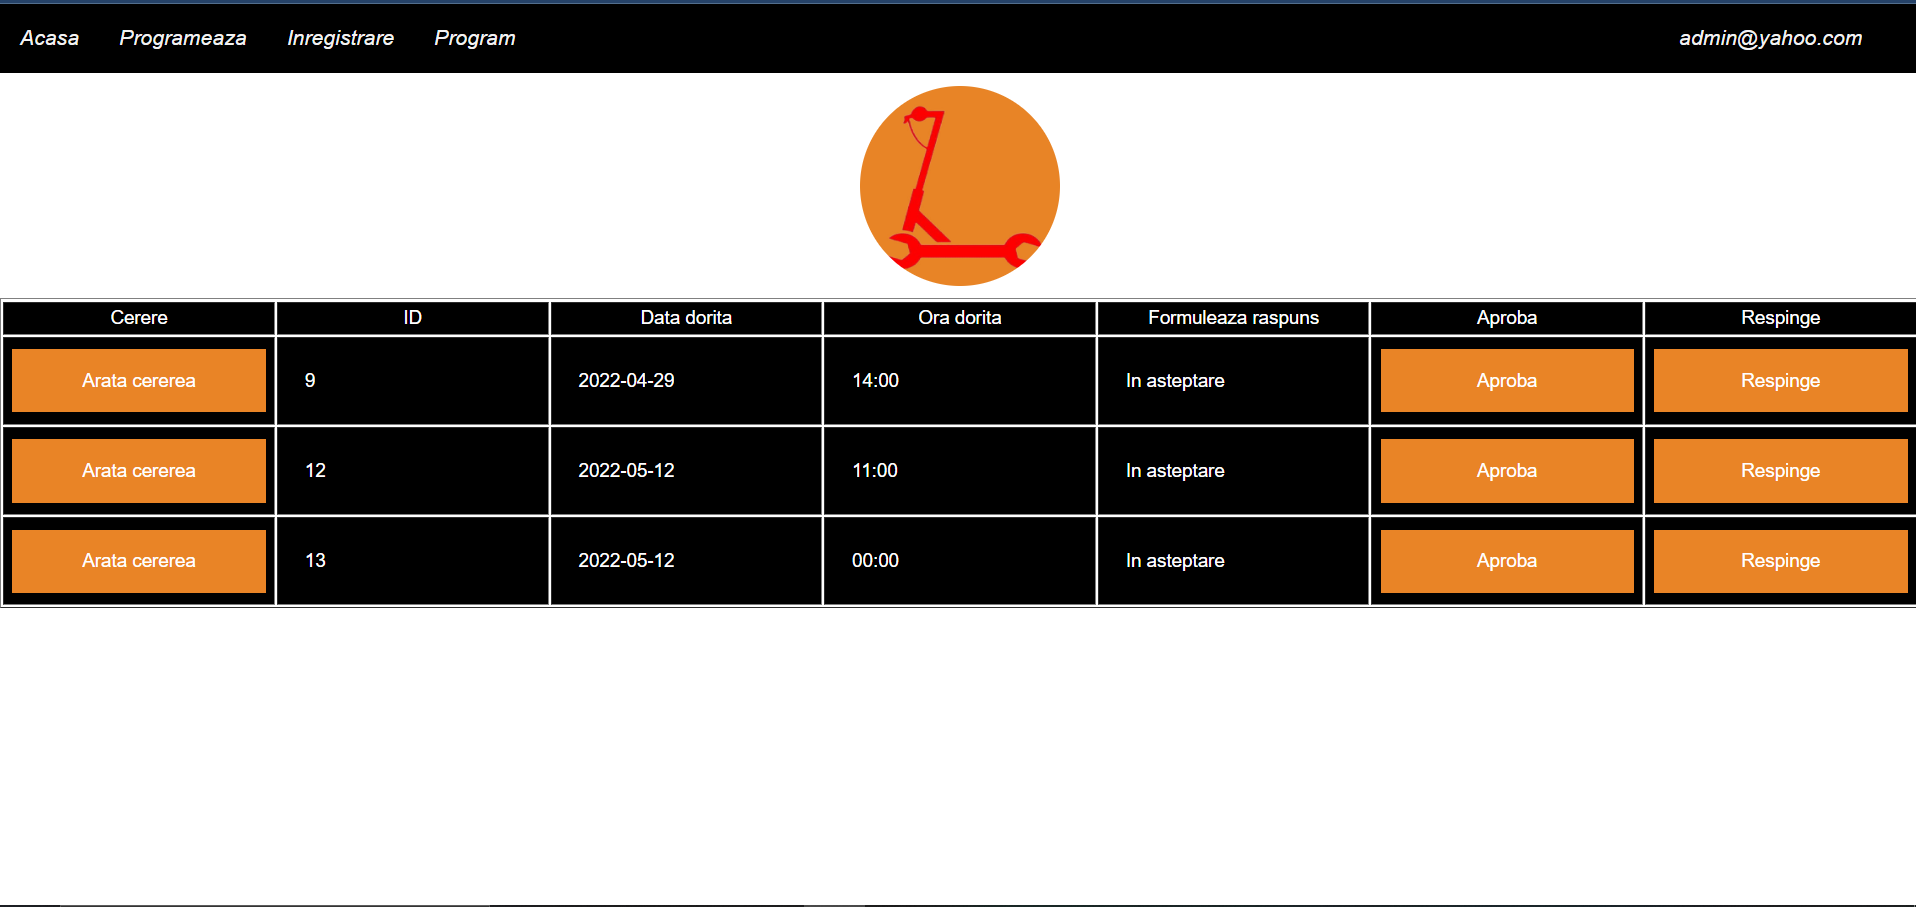 Acasa Programeaza Inregistrare Program admin@yahoo.com
Cerere ID Data dorita Ora dorita Formuleaza raspuns Aproba Respinge
Arata cererea 9 2022-04-29 14:00 In asteptare Aproba Respinge
Arata cererea 12 2022-05-12 11:00 In asteptare Aproba Respinge
Arata cererea 13 2022-05-12 00:00 In asteptare Aproba Respinge